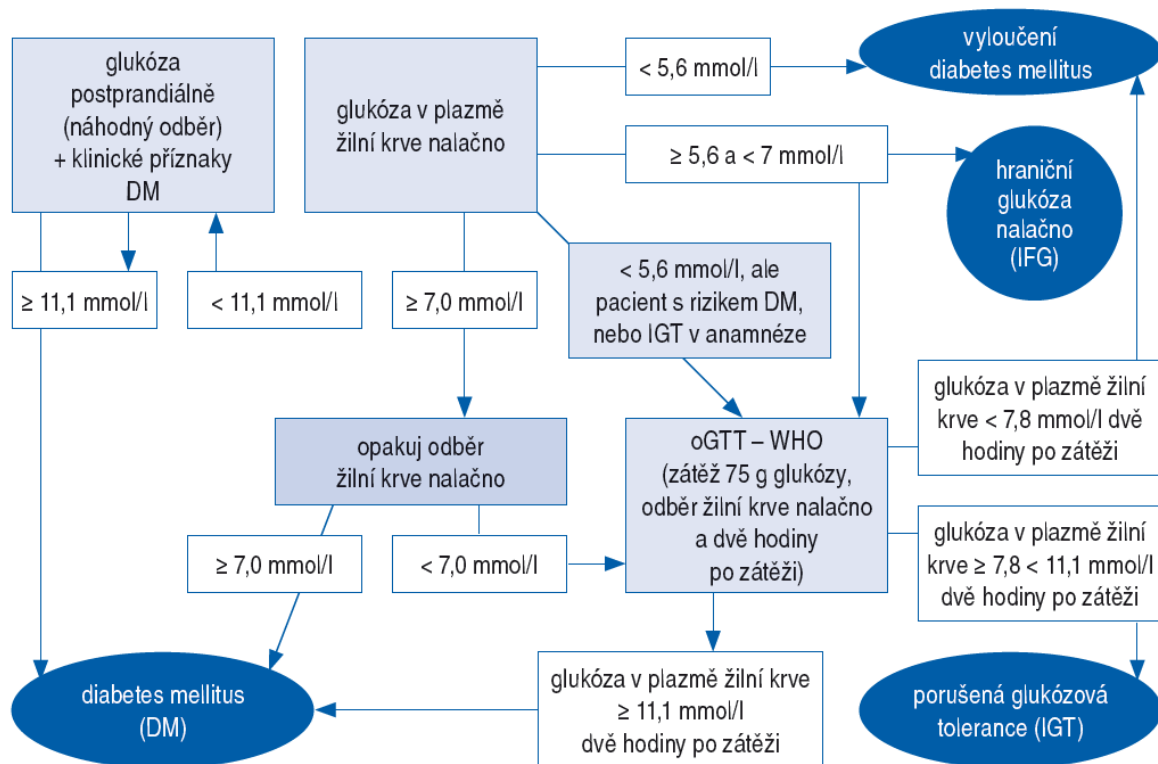 glukóza
postprandiálně
(náhodný odběr)
+ klinické příznaky
DM
glukóza v plazmě
žilní krve nalačno
< 5,6 mmol/l
vyloučení
diabetes mellitus
≥ 5,6 a < 7 mmol/l
hraniční
glukóza
nalačno
(IFG)
≥ 11,1 mmol/l
< 11,1 mmol/l
≥ 7,0 mmol/l
< 5,6 mmol/l, ale
pacient s rizikem DM,
nebo IGT v anamnéze
glukóza v plazmě žilní
krve < 7,8 mmol/l dvě
hodiny po zátěži
opakuj odběr
žilní krve nalačno
oGTT – WHO
(zátěž 75 g glukózy,
odběr žilní krve nalačno
a dvě hodiny
po zátěži)
glukóza v plazmě žilní
krve ≥ 7,8 < 11,1 mmol/l
dvě hodiny po zátěži
≥ 7,0 mmol/l
< 7,0 mmol/l
diabetes mellitus
(DM)
glukóza v plazmě žilní krve
≥ 11,1 mmol/l
dvě hodiny po zátěži
porušená glukózová
tolerance (IGT)